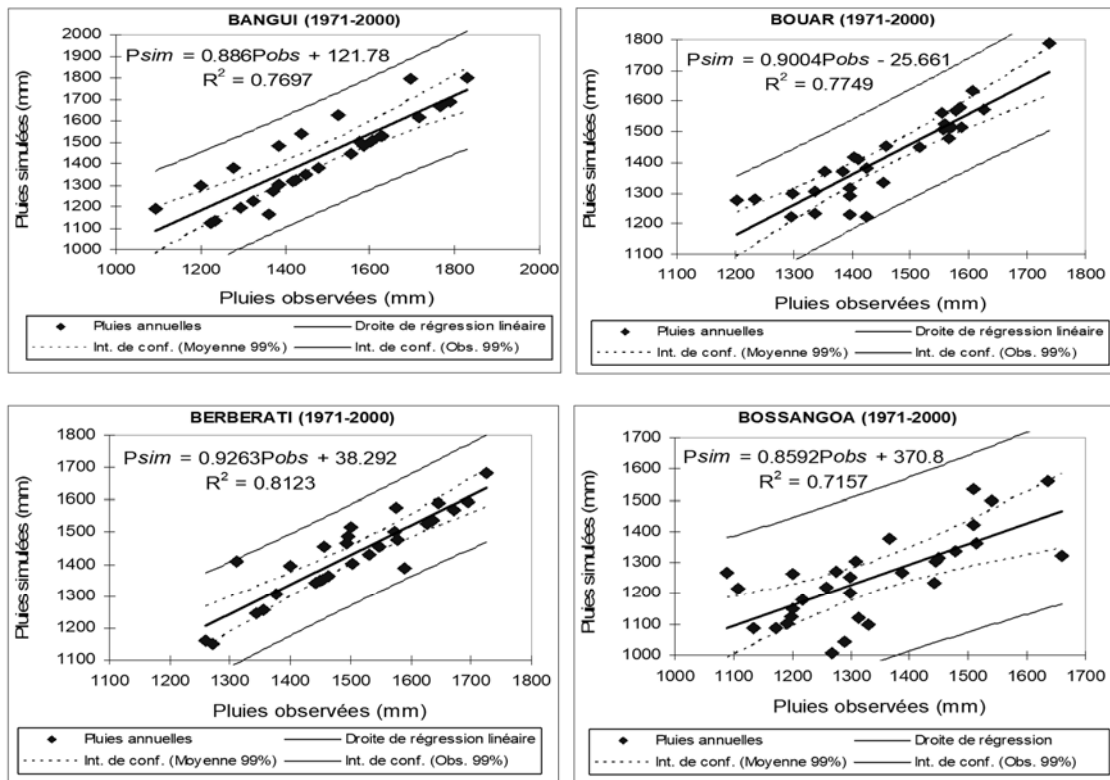 BANGUI (1971-2000)
Psim = 0.886Pobs + 121.78
R² = 0.7697
Pluies simulées (mm)
2000
1900
1800
1700
1600
1500
1400
1300
1200
1100
1000
1000 1200 1400 1600 1800 2000
Pluies observées (mm)
Pluies annuelles
Droite de régression linéaire
Int. de conf. (Moyenne 99%)
Int. de conf. (Obs. 99%)
BOUAR (1971-2000)
Psim = 0.9004Pobs - 25.661
R² = 0.7749
Pluies simulées (mm)
1800
1700
1600
1500
1400
1300
1200
1100
1100 1200 1300 1400 1500 1600 1700 1800
Pluies observées (mm)
Pluies annuelles
Droite de régression linéaire
Int. de conf. (Moyenne 99%)
Int. de conf. (Obs. 99%)
BERBERATI (1971-2000)
Psim = 0.9263Pobs + 38.292
R² = 0.8123
Pluies simulées (mm)
1800
1700
1600
1500
1400
1300
1200
1100
1100 1200 1300 1400 1500 1600 1700 1800
Pluies observées (mm)
Pluies annuelles
Droite de régression linéaire
Int. de conf. (Moyenne 99%)
Int. de conf. (Obs. 99%)
BOSSANGOA (1971-2000)
Psim = 0.8592Pobs + 370.8
R² = 0.7157
Pluies simulées (mm)
1700
1600
1500
1400
1300
1200
1100
1000
1000 1100 1200 1300 1400 1500 1600 1700
Pluies observées (mm)
Pluies annuelles
Droite de régression
Int. de conf. (Moyenne 99%)
Int. de conf. (Obs. 99%)